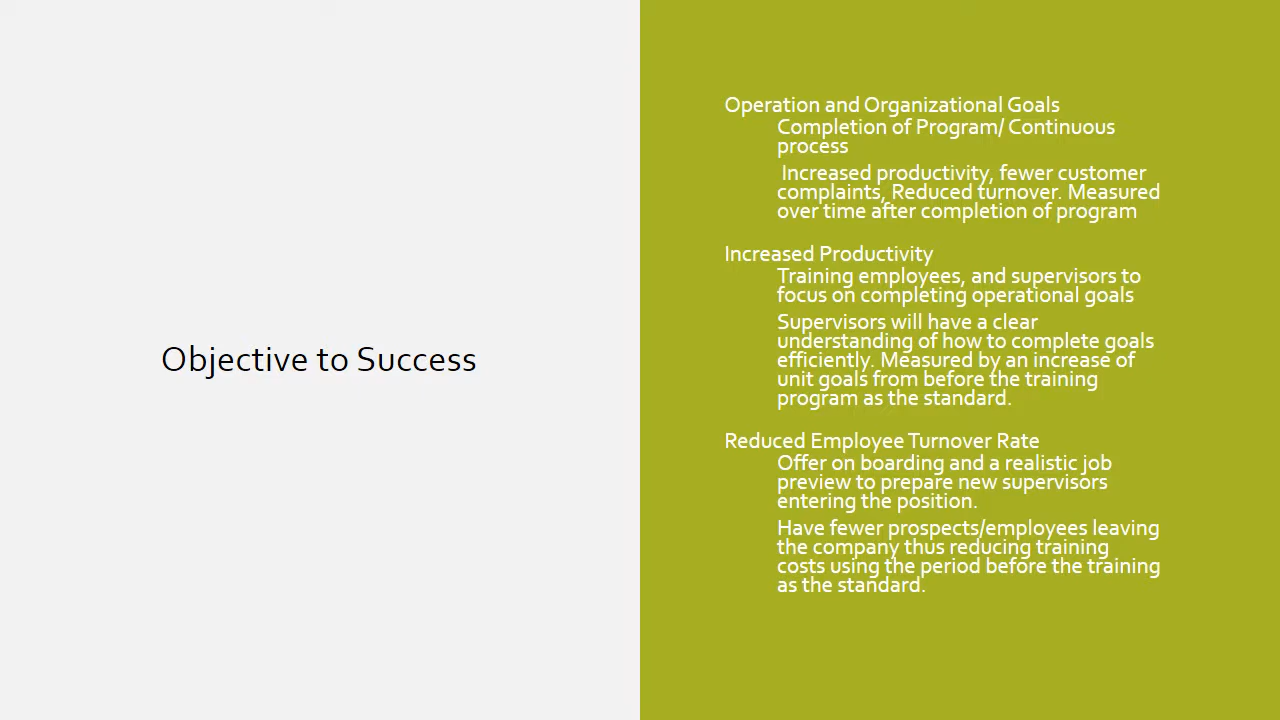 Objective to Success
Operation and Organizational Goals
Completion of Program/ Continuous
process
Increased productivity, fewer customer
complaints, Reduced turnover. Measured
over time after completion of program
Increased Productivity
Training employees, and supervisors to
focus on completing operational goals
Supervisors will have a clear
understanding of how to complete goals
efficiently. Measured by an increase of
unit goals from before the training
program as the standard.
Reduced Employee Turnover Rate
Offer on boarding and a realistic job
preview to prepare new supervisors
entering the position.
Have fewer prospects/employees leaving
the company thus reducing training
costs using the period before the training
as the standard.